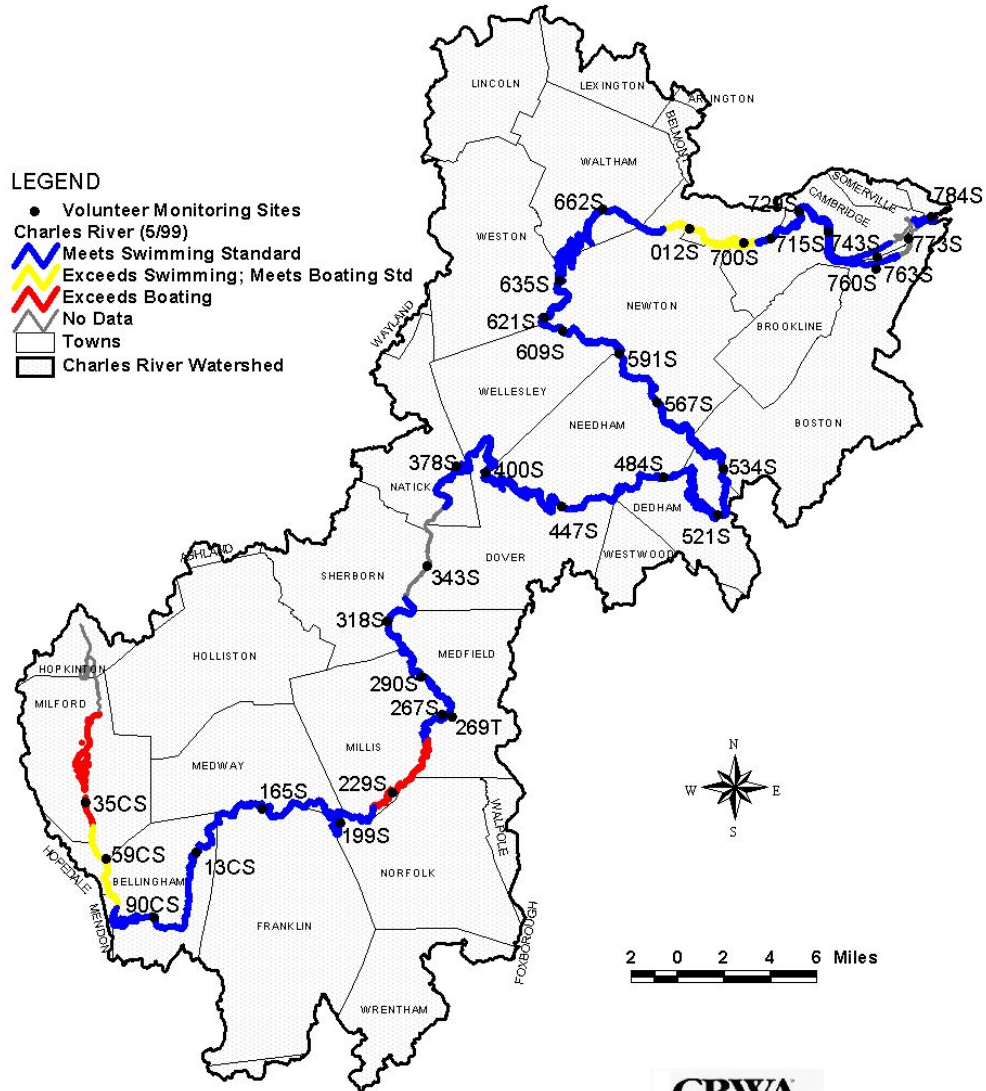 LINCOLN
LEXINGTON
ARLINGTON
BELMONT
WALTHAM
LEGEND
Volunteer Monitoring Sites
Charles River (5/99)
Meets Swimming Standard
Exceeds Swimming; Meets Boating Std
Exceeds Boating
No Data
Towns
Charles River Watershed
SOMERVILLE
CAMBRIDGE
784S
662S
729S
WESTON
012S
700S
715S
743S
773S
635S
760S
763S
621S
NEWTON
WAYLAND
609S
BROOKLINE
591S
WELLESLEY
567S
NEEDHAM
BOSTON
378S
400S
484S
534S
NATICK
447S
DEDHAM
521S
DOVER
WESTWOOD
ASHLAND
SHERBORN
343S
318S
HOLLISTON
MEDFIELD
HOPKINTON
290S
MILFORD
267S
269T
MILLIS
MEDWAY
229S
165S
35CS
199S
WALPOLE
N
W
E
S
59CS
13CS
NORFOLK
HOPEDALE
BELLINGHAM
90CS
MENDON
FRANKLIN
FOXBOROUGH
2 0 2 4 6 Miles
WRENTHAM
CRWA